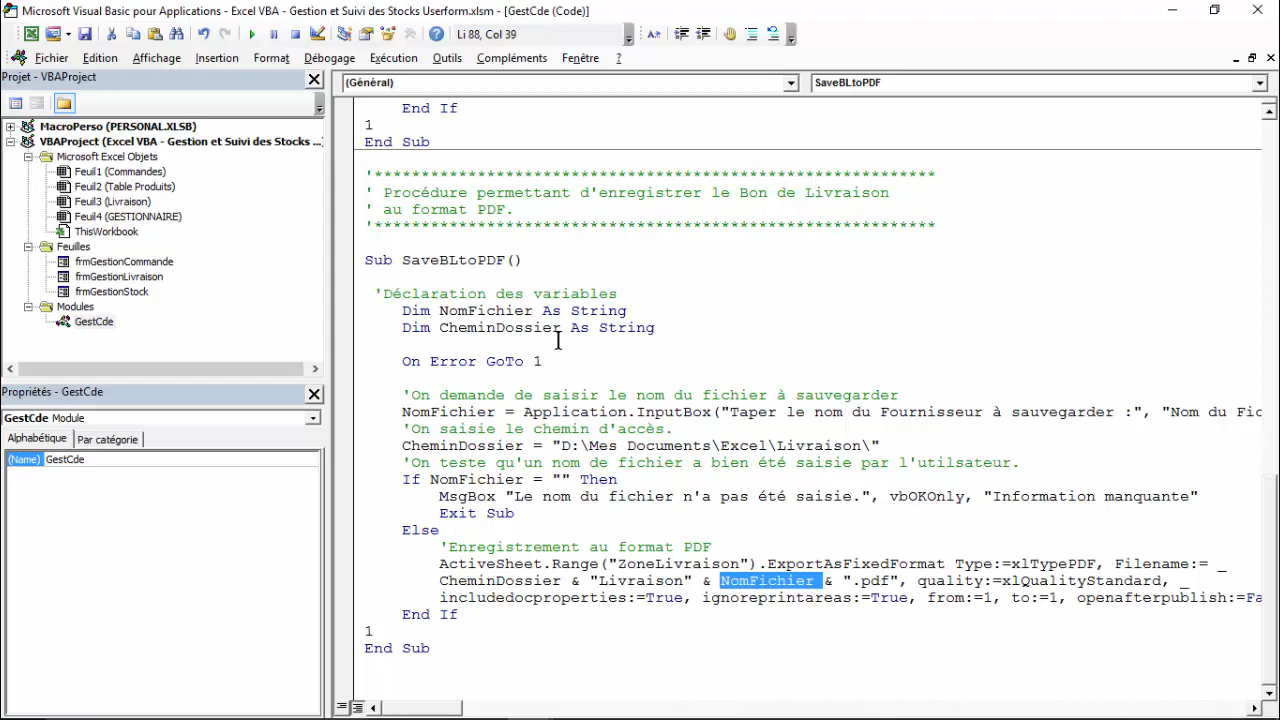 Microsoft Visual Basic pour Applications - Excel VBA - Gestion et Suivi des Stocks Userform.xlsm - [GestCde (Code)]
Li 88, Col 39
Fichier Edition Affichage Insertion Format Débogage Exécution Outils Compléments Fenêtre ?
Projet - VBAProject
MacroPerso (PERSONAL.XLSB)
VBAProject (Excel VBA - Gestion et Suivi des Stocks ...
Microsoft Excel Objets
Feuil1 (Commandes)
Feuil2 (Table Produits)
Feuil3 (Livraison)
Feuil4 (GESTIONNAIRE)
ThisWorkbook
Feuilles
frmGestionCommande
frmGestionLivraison
frmGestionStock
Modules
GestCde
Propriétés - GestCde
GestCde Module
Alphabétique Par catégorie
(Name) GestCde
(Général) SaveBLtoPDF
End If
1
End Sub
'*************************************************************
' Procédure permettant d'enregistrer le Bon de Livraison
' au format PDF.
'*************************************************************
Sub SaveBLtoPDF()
'Déclaration des variables
Dim NomFichier As String
Dim CheminDossier As String
On Error GoTo 1
'On demande de saisir le nom du fichier à sauvegarder
NomFichier = Application.InputBox("Taper le nom du Fournisseur à sauvegarder :", "Nom du Fic
'On saisie le chemin d'accès.
CheminDossier = "D:\Mes Documents\Excel\Livraison\"
'On teste qu'un nom de fichier a bien été saisie par l'utilsateur.
If NomFichier = "" Then
MsgBox "Le nom du fichier n'a pas été saisie.", vbOKOnly, "Information manquante"
Exit Sub
Else
'Enregistrement au format PDF
ActiveSheet.Range("ZoneLivraison").ExportAsFixedFormat Type:=xlTypePDF, Filename:= _
CheminDossier & "Livraison" & NomFichier & ".pdf", quality:=xlQualityStandard, _
includedocproperties:=True, ignoreprintareas:=True, from:=1, to:=1, openafterpublish:=Fa
End If
1
End Sub